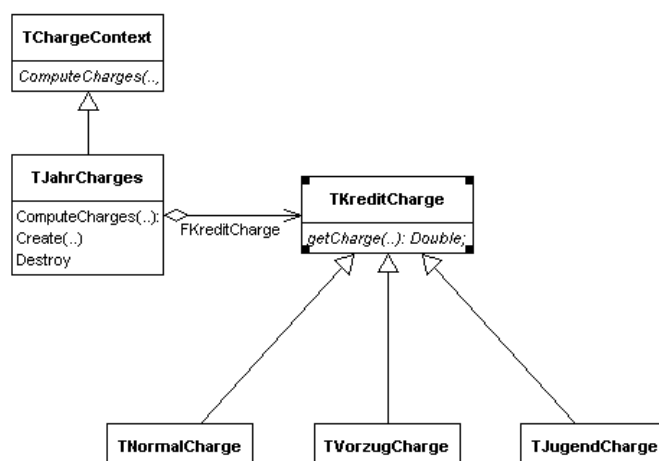 TChargeContext
ComputeCharges(..,
TJahrCharges
ComputeCharges(..):
Create(..)
Destroy
FKreditCharge
TKreditCharge
getCharge(..): Double;
TNormalCharge
TVorzugCharge
TJugendCharge